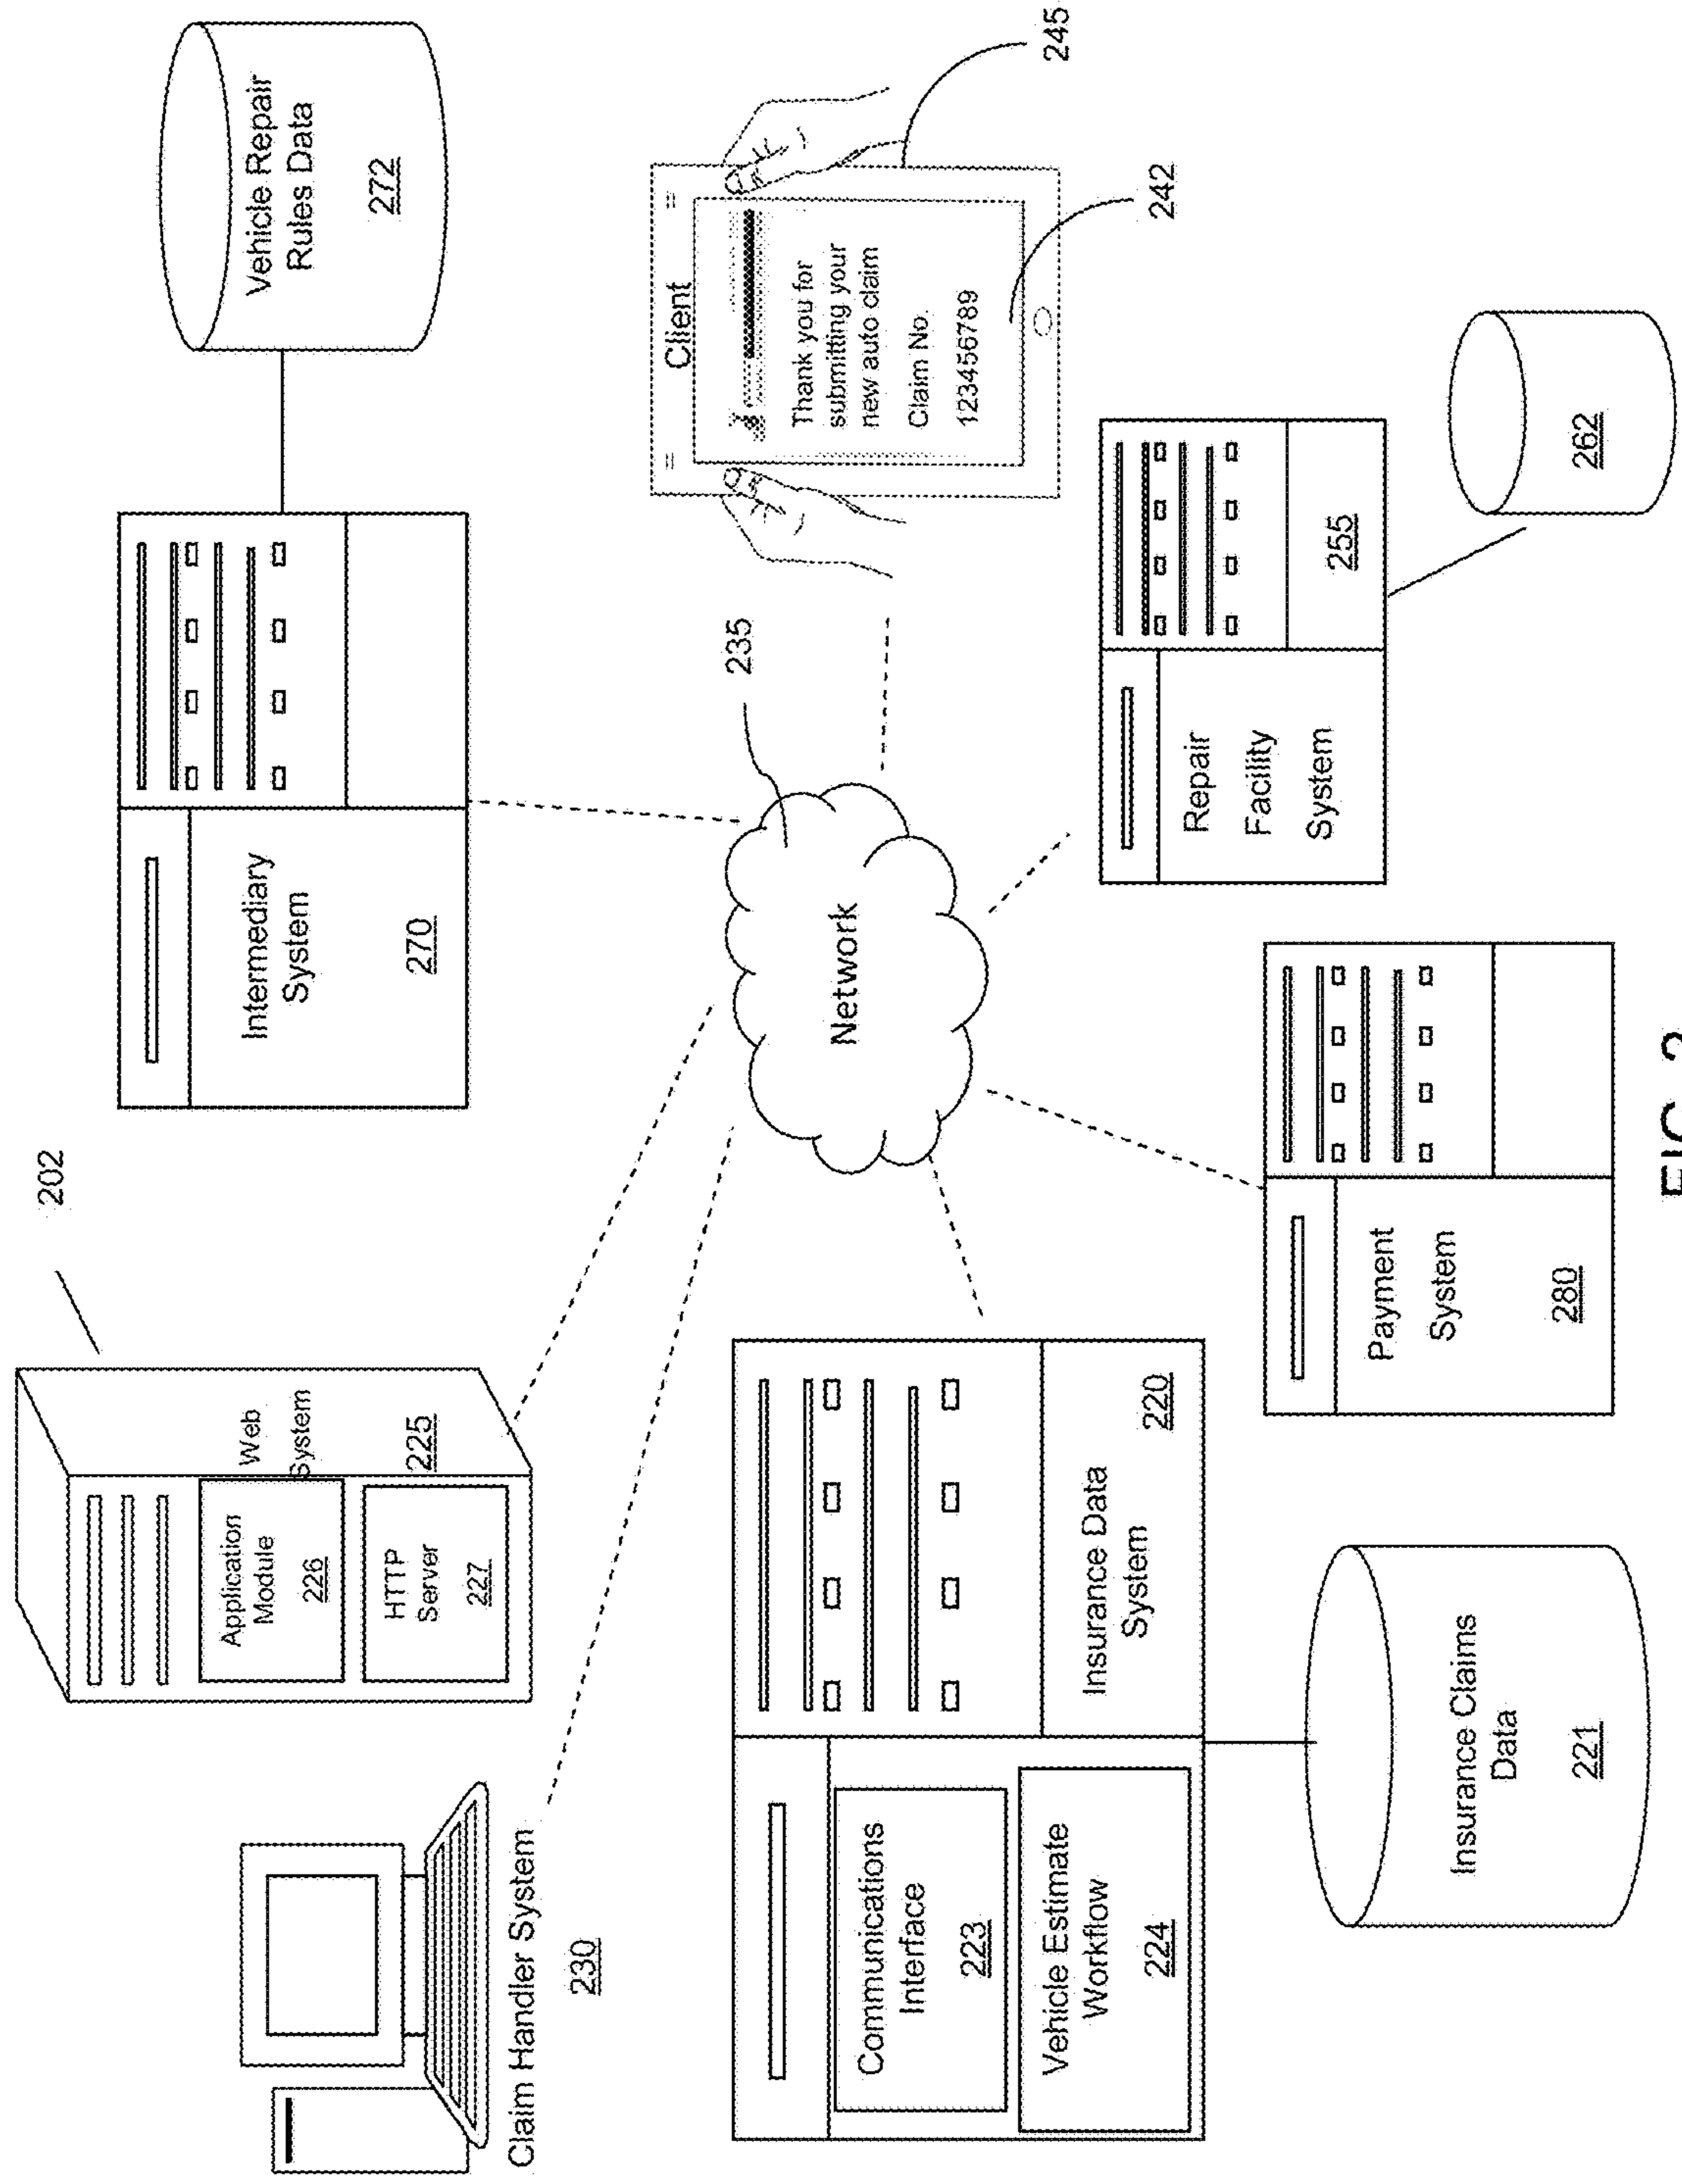 202
Web
System
225
Application
Module
226
HTTP
Server
227
Claim Handler System
230
Intermediary
System
270
Vehicle Repair
Rules Data
272
235
Network
Client
Thank you for
submitting your
new auto claim
Claim No.
123456789
245
242
Communications
Interface
223
Vehicle Estimate
Workflow
224
Insurance Data
System
220
Insurance Claims
Data
221
Payment
System
280
Repair
Facility
System
255
262
FIG. 2